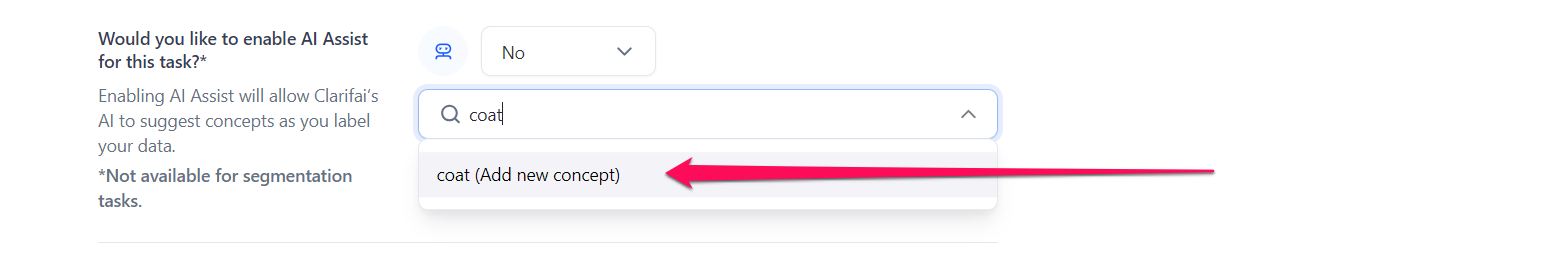 Would you like to enable AI Assist
for this task?*
No
Enabling AI Assist will allow Clarifai’s
AI to suggest concepts as you label
your data.
*Not available for segmentation
tasks.
coat
coat (Add new concept)